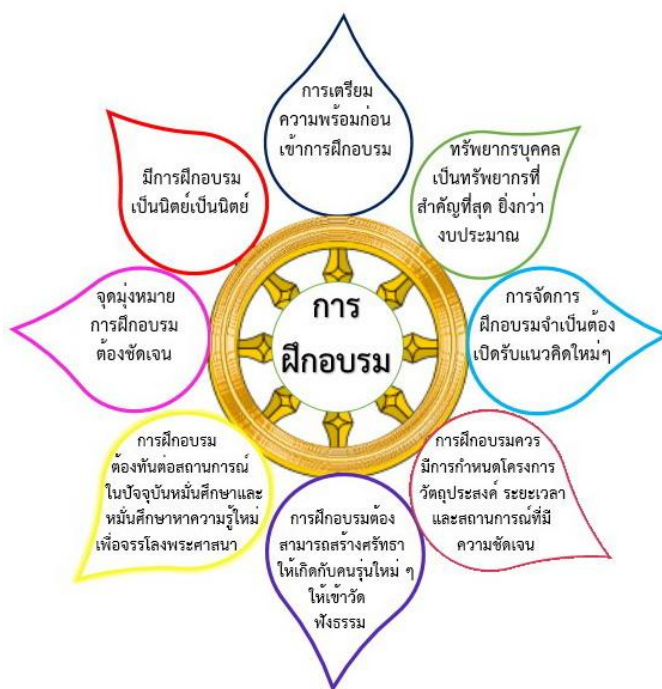 การเตรียม
ความพร้อมก่อน
เข้าการฝึกอบรม
ทรัพยากรบุคคล
เป็นทรัพยากรที่
สำคัญที่สุด ยิ่งกว่า
งบประมาณ
การจัดการ
ฝึกอบรมจำเป็นต้อง
เปิดรับแนวคิดใหม่ๆ
การฝึกอบรมควร
มีการกำหนดโครงการ
วัตถุประสงค์ ระยะเวลา
และสถานการณ์ที่มี
ความชัดเจน
การฝึกอบรมต้อง
สามารถสร้างศรัทธา
ให้เกิดกับคนรุ่นใหม่ ๆ
ให้เข้าวัด
ฟังธรรม
การฝึกอบรม
ต้องทันต่อสถานการณ์
ในปัจจุบันหมั่นศึกษาและ
หมั่นศึกษาหาความรู้ใหม่
เพื่อจรรโลงพระศาสนา
จุดมุ่งหมาย
การฝึกอบรม
ต้องชัดเจน
มีการฝึกอบรม
เป็นนิตย์เป็นนิตย์
การ
ฝึกอบรม